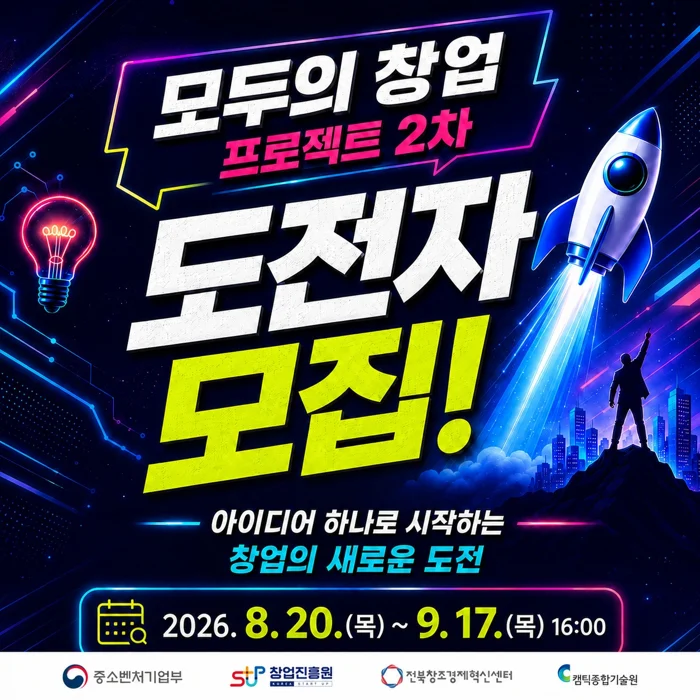 모두의 창업
프로젝트 2차
도전자
모집!
아이디어 하나로 시작하는
창업의 새로운 도전
2026. 8. 20.(목) ~ 9. 17.(목) 16:00
중소벤처기업부
창업진흥원
KOREA START UP
전북창조경제혁신센터
캠틱종합기술원